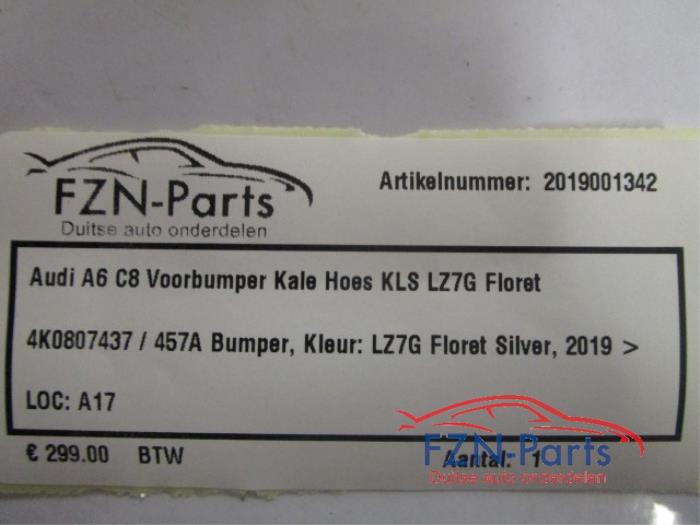 FZN-Parts
Duitse auto onderdelen
Artikelnummer: 2019001342
Audi A6 C8 Voorbumper Kale Hoes KLS LZ7G Floret
4K0807437 / 457A Bumper, Kleur: LZ7G Floret Silver, 2019 >
LOC: A17
€ 299.00 BTW
Aantal: 1
FZN-Parts
Duitse auto onderdelen